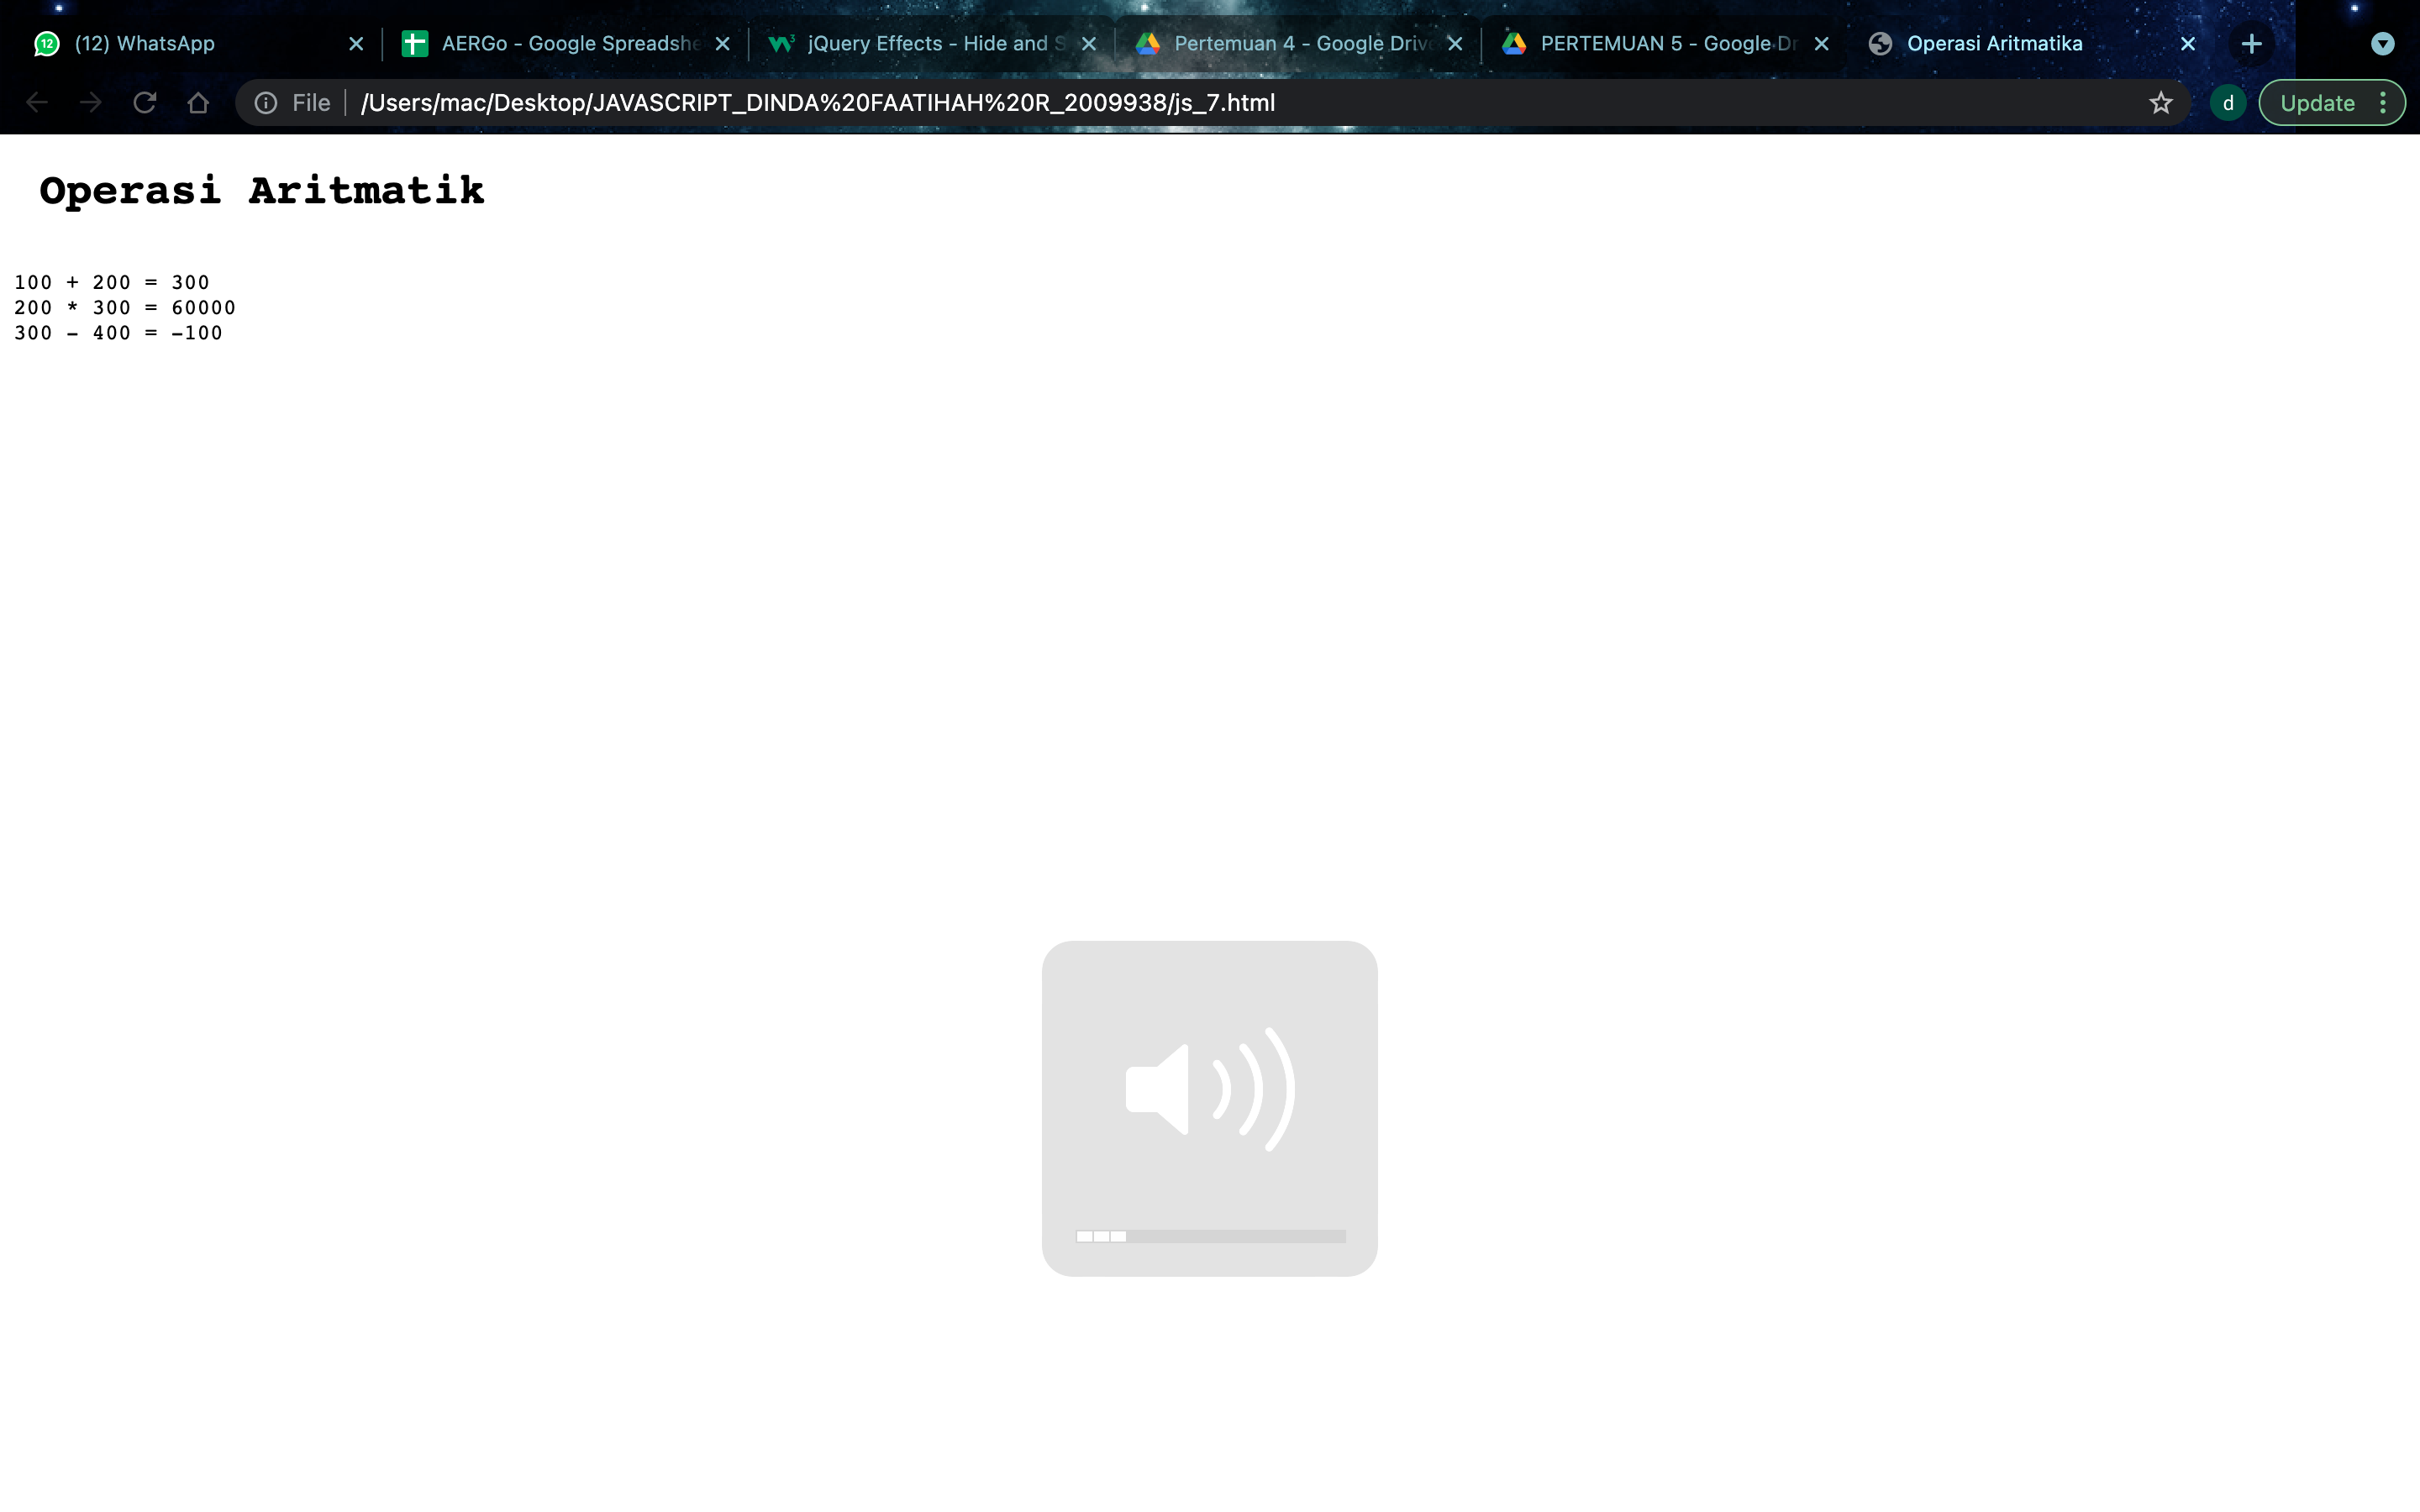 12 (12) WhatsApp
AERGo - Google Spreadshe
jQuery Effects - Hide and S
Pertemuan 4 - Google Driv
PERTEMUAN 5 - Google Dr
Operasi Aritmatika
File /Users/mac/Desktop/JAVASCRIPT_DINDA%20FAATIHAH%20R_2009938/js_7.html
d
Update
Operasi Aritmatik
100 + 200 = 300
200 * 300 = 60000
300 - 400 = -100